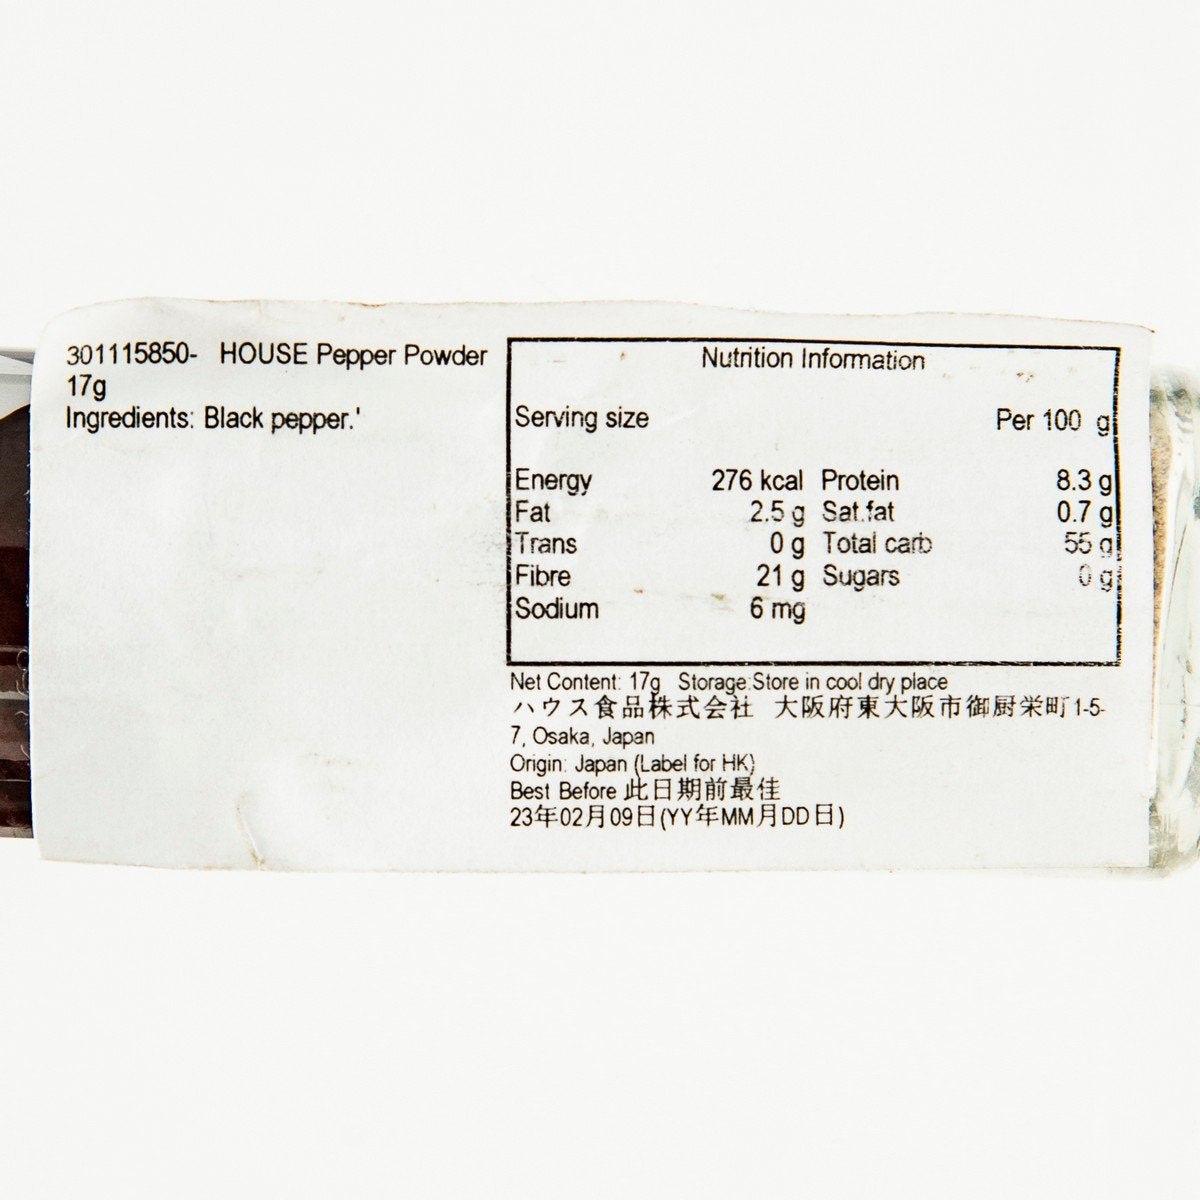 301115850- HOUSE Pepper Powder
17g
Ingredients: Black pepper.'
Nutrition Information
Serving size Per 100 g
Energy 276 kcal Protein 8.3 g
Fat 2.5 g Sat.fat 0.7 g
Trans 0 g Total carb 55 g
Fibre 21 g Sugars 0 g
Sodium 6 mg
Net Content: 17g Storage:Store in cool dry place
ハウス食品株式会社 大阪府東大阪市御厨栄町1-5-
7, Osaka, Japan
Origin: Japan (Label for HK)
Best Before 此日期前最佳
23年02月09日(YY年MM月DD日)